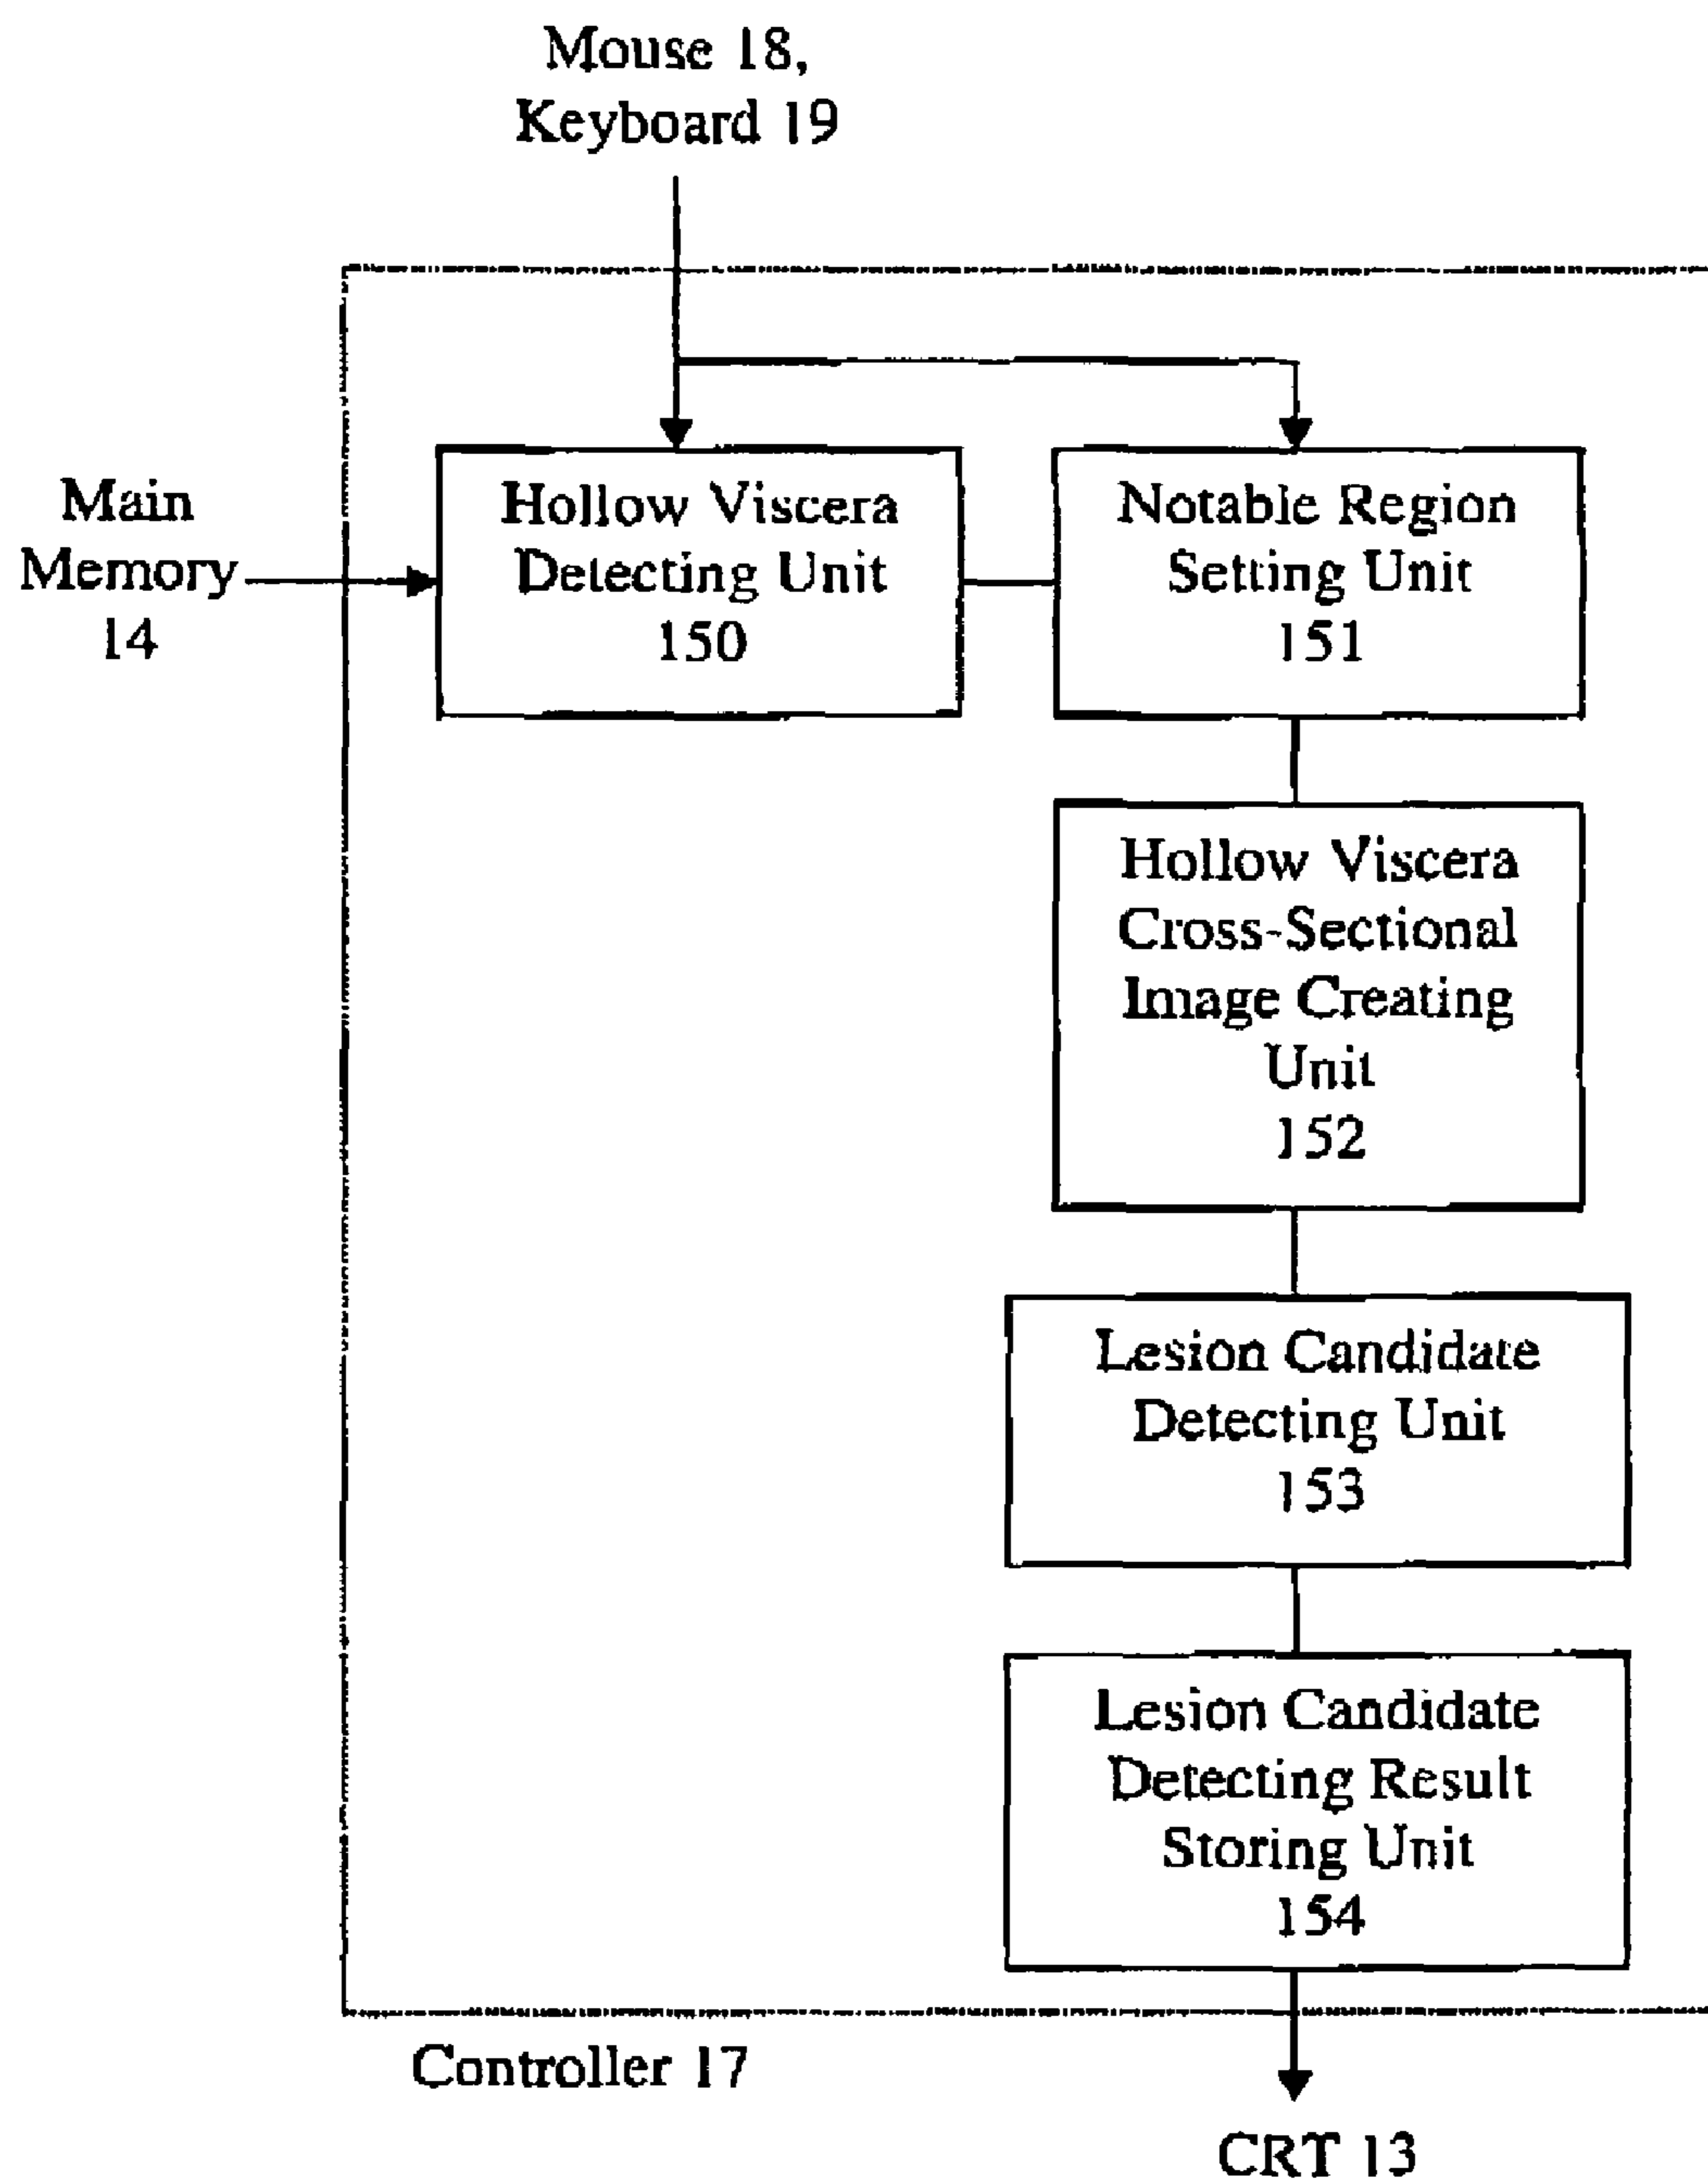 Mouse 18,
Keyboard 19
Main
Memory
14
Hollow Viscera
Detecting Unit
150
Notable Region
Setting Unit
151
Hollow Viscera
Cross-Sectional
Image Creating
Unit
152
Lesion Candidate
Detecting Unit
153
Lesion Candidate
Detecting Result
Storing Unit
154
Controller 17
CRT 13